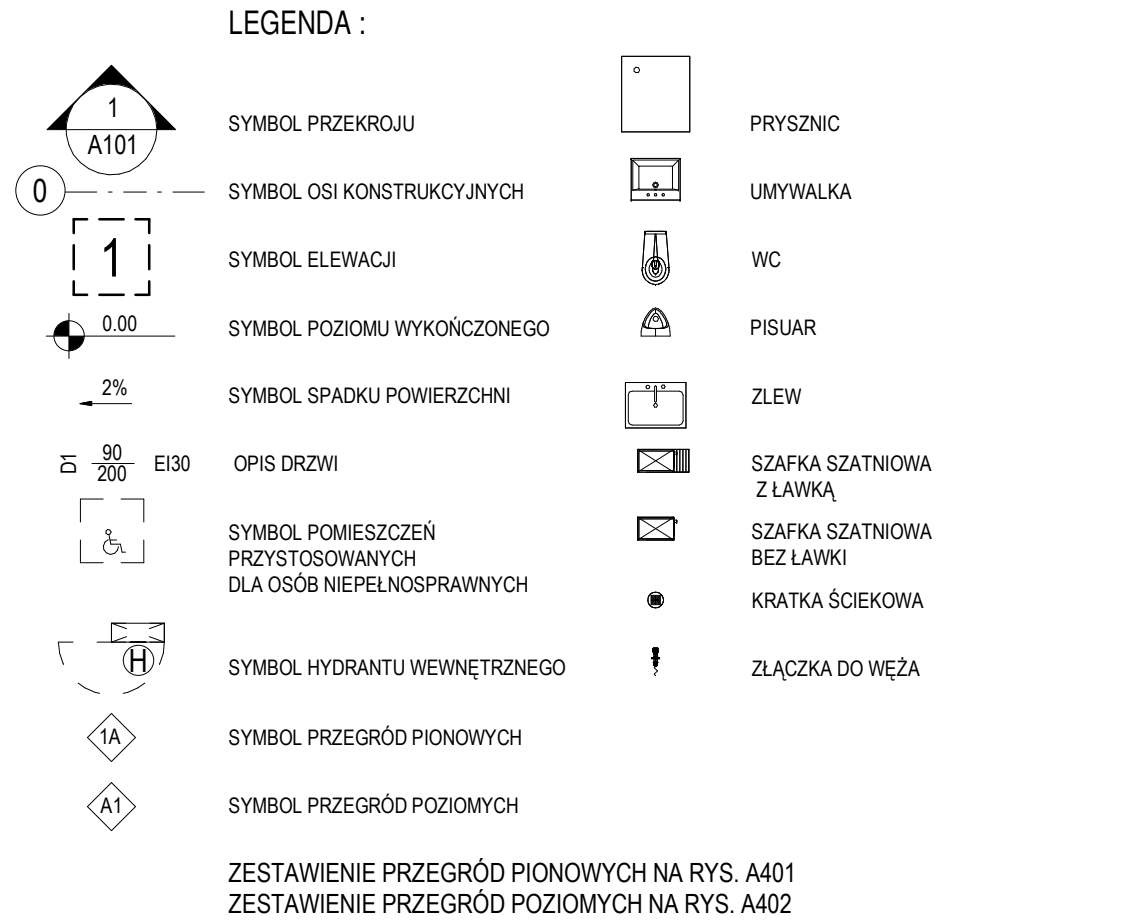 LEGENDA :
1
A101
SYMBOL PRZEKROJU
PRYSZNIC
0
SYMBOL OSI KONSTRUKCYJNYCH
UMYWALKA
1
SYMBOL ELEWACJI
WC
0.00
SYMBOL POZIOMU WYKOŃCZONEGO
PISUAR
2%
SYMBOL SPADKU POWIERZCHNI
ZLEW
D1
90
200
EI30
OPIS DRZWI
SZAFKA SZATNIOWA
Z ŁAWKĄ
SYMBOL POMIESZCZEŃ
PRZYSTOSOWANYCH
DLA OSÓB NIEPEŁNOSPRAWNYCH
SZAFKA SZATNIOWA
BEZ ŁAWKI
KRATKA ŚCIEKOWA
H
SYMBOL HYDRANTU WEWNĘTRZNEGO
ZŁĄCZKA DO WĘŻA
1A
SYMBOL PRZEGRÓD PIONOWYCH
A1
SYMBOL PRZEGRÓD POZIOMYCH
ZESTAWIENIE PRZEGRÓD PIONOWYCH NA RYS. A401
ZESTAWIENIE PRZEGRÓD POZIOMYCH NA RYS. A402